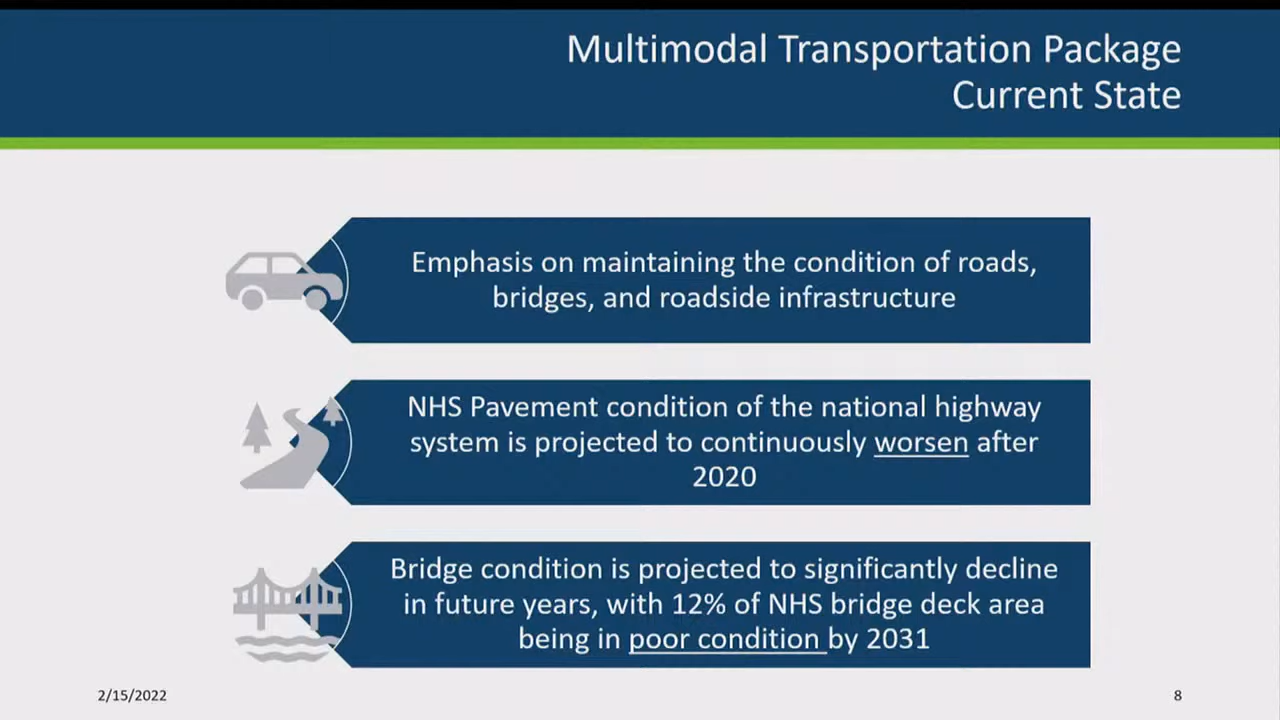 Multimodal Transportation Package
Current State
Emphasis on maintaining the condition of roads,
bridges, and roadside infrastructure
NHS Pavement condition of the national highway
system is projected to continuously worsen after
2020
Bridge condition is projected to significantly decline
in future years, with 12% of NHS bridge deck area
being in poor condition by 2031
2/15/2022
8